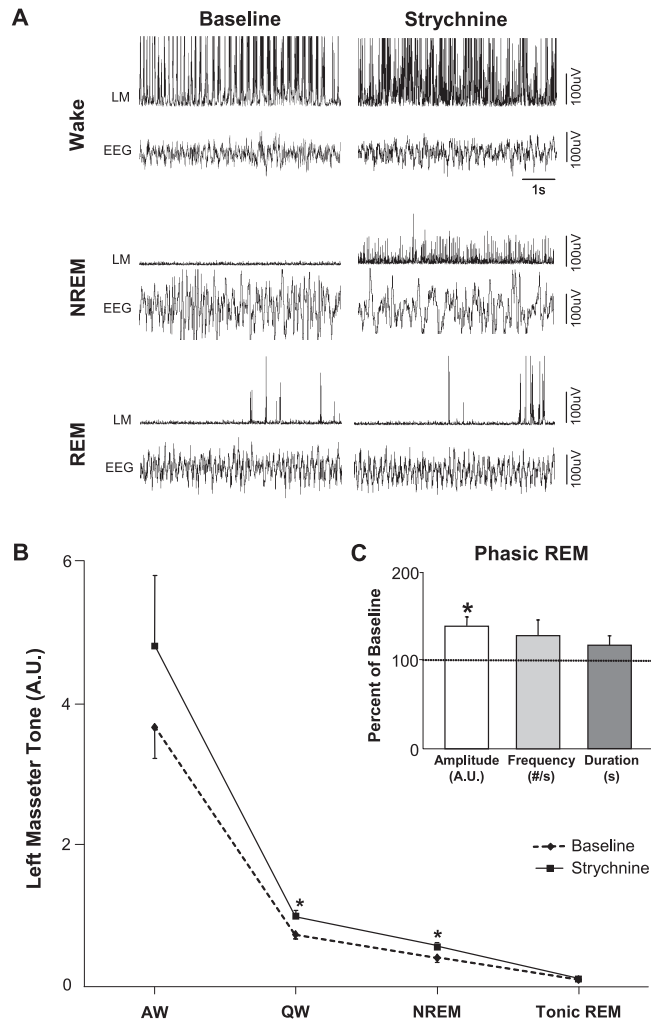 A
Baseline
Strychnine
Wake
LM
100uV
EEG
100uV
1s
NREM
LM
100uV
EEG
100uV
REM
LM
100uV
EEG
100uV
B
Left Masseter Tone (A.U.)
6
4
2
0
AW
QW
NREM
Tonic REM
*
*
Baseline
Strychnine
C
Phasic REM
Percent of Baseline
200
100
0
*
Amplitude
(A.U.)
Frequency
(#/s)
Duration
(s)